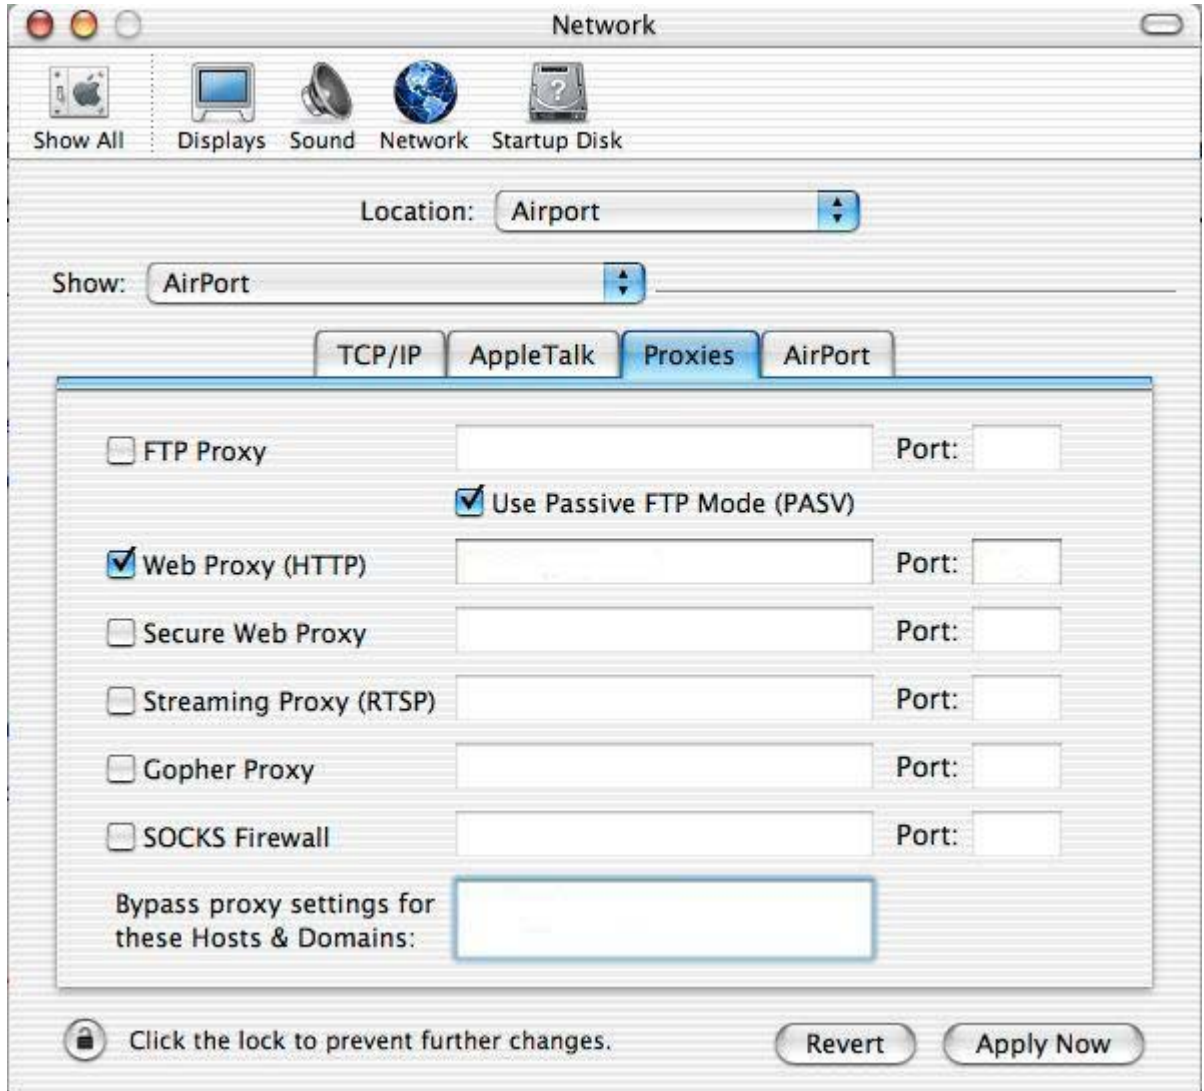 Network
Show All Displays Sound Network Startup Disk
Location: Airport
Show: AirPort
TCP/IP AppleTalk Proxies AirPort
FTP Proxy Port:
Use Passive FTP Mode (PASV)
Web Proxy (HTTP) Port:
Secure Web Proxy Port:
Streaming Proxy (RTSP) Port:
Gopher Proxy Port:
SOCKS Firewall Port:
Bypass proxy settings for
these Hosts & Domains:
Click the lock to prevent further changes. Revert Apply Now